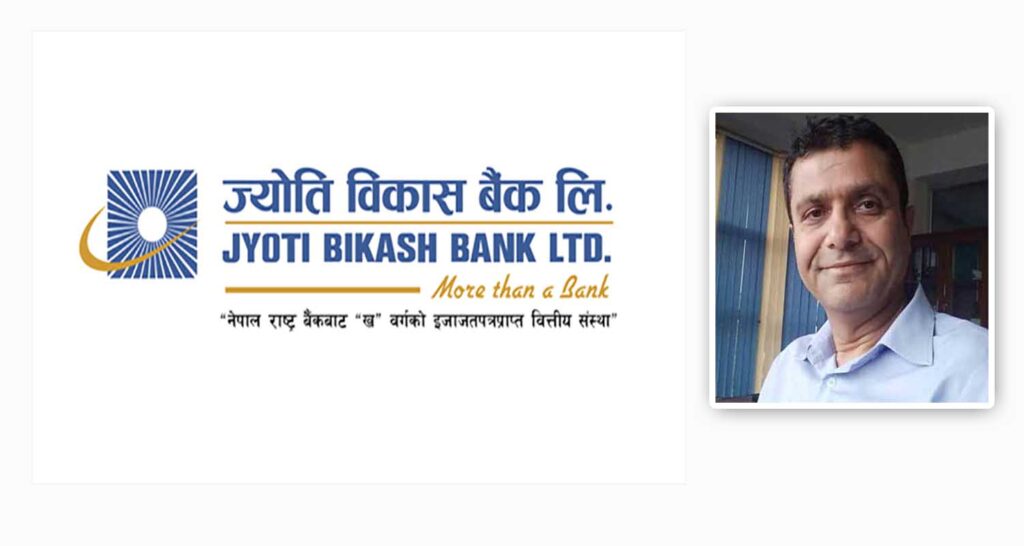 ज्योति विकास बैंक लि.
JYOTI BIKASH BANK LTD.
More than a Bank
“नेपाल राष्ट्र बैंकबाट “ख” वर्गको इजाजतपत्रप्राप्त वित्तीय संस्था”